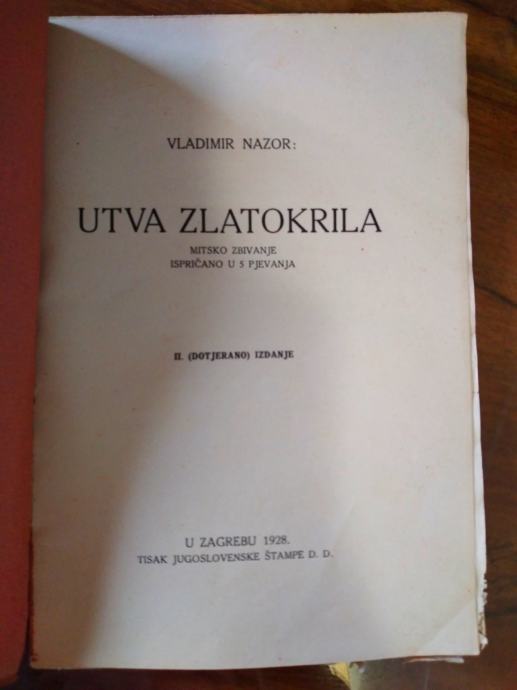 VLADIMIR NAZOR:
UTVA ZLATOKRILA
MITSKO ZBIVANJE
ISPRIČANO U 5 PJEVANJA
II. (DOTJERANO) IZDANJE
U ZAGREBU 1928.
TISAK JUGOSLOVENSKE ŠTAMPE D. D.